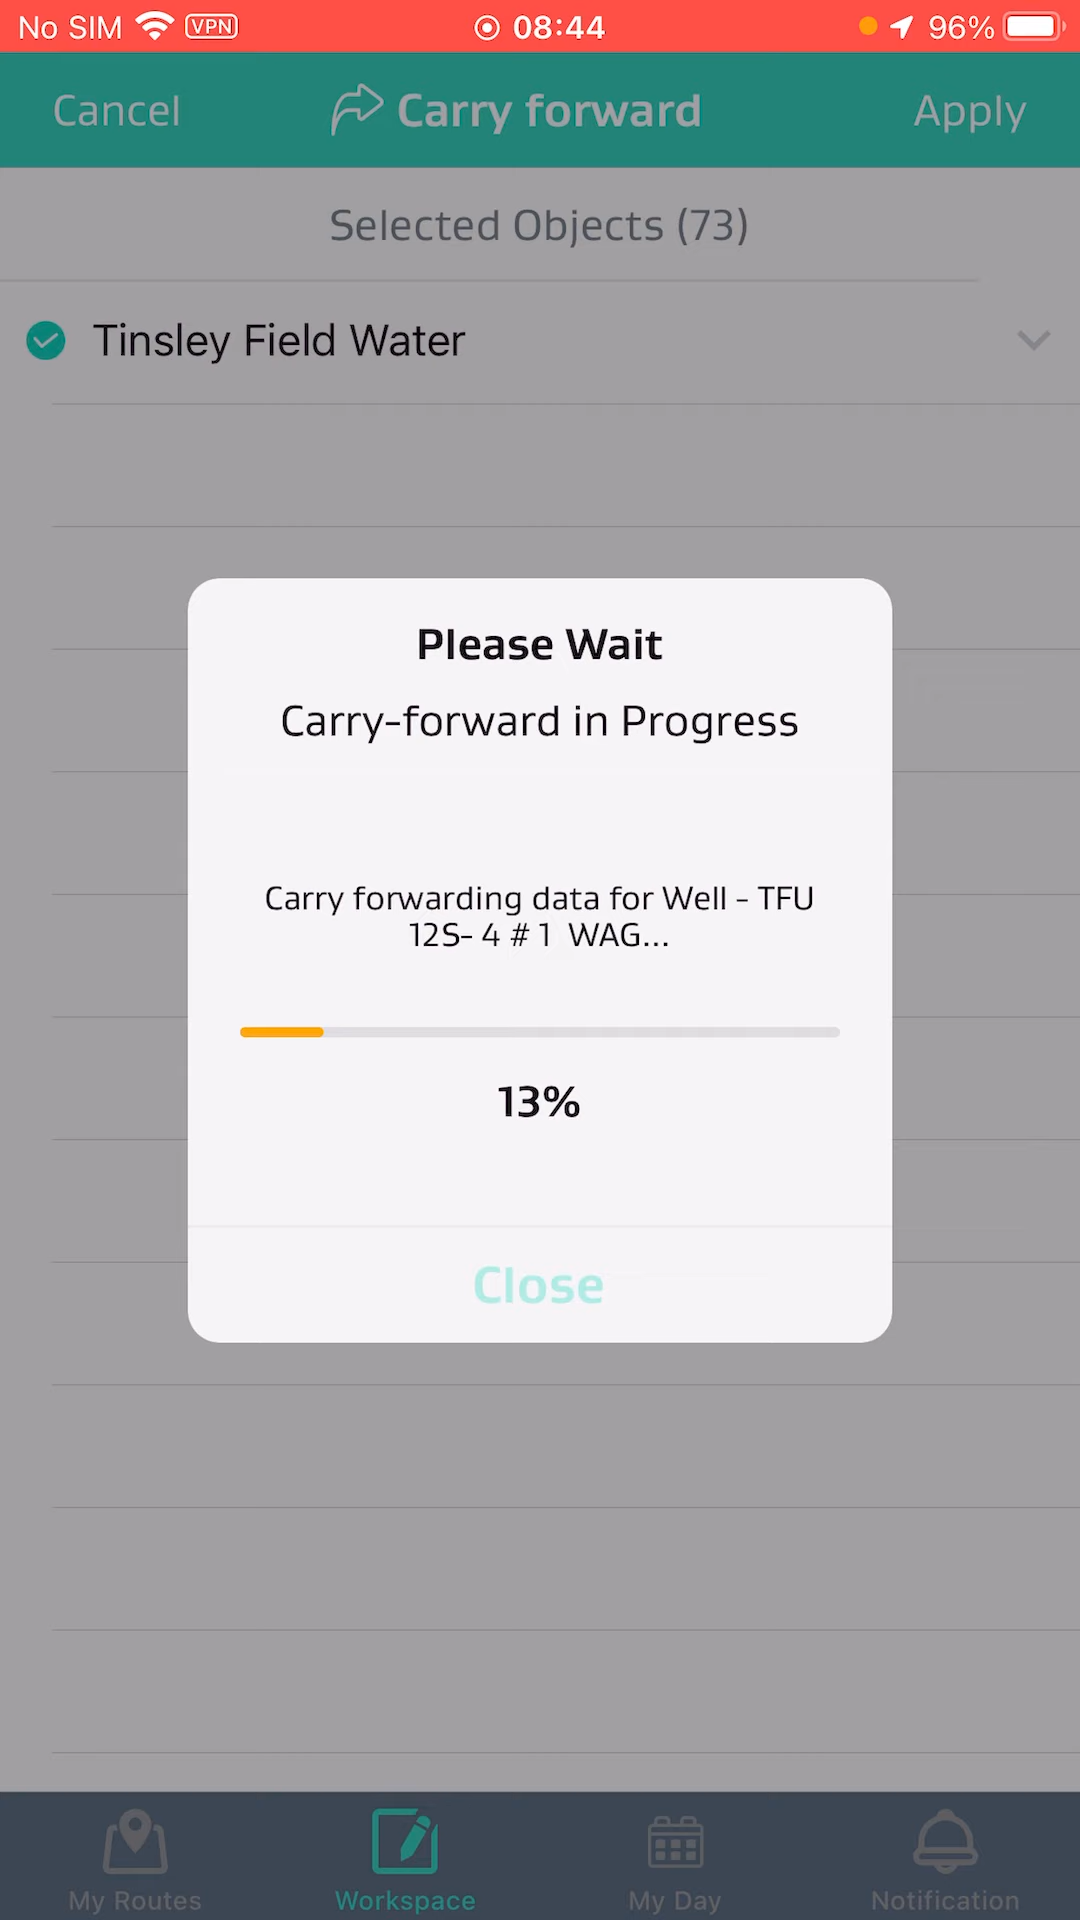 No SIM VPN 08:44 96%
Cancel Carry forward Apply
Selected Objects (73)
Tinsley Field Water
Please Wait
Carry-forward in Progress
Carry forwarding data for Well - TFU
12S- 4 # 1 WAG...
13%
Close
My Routes Workspace My Day Notification